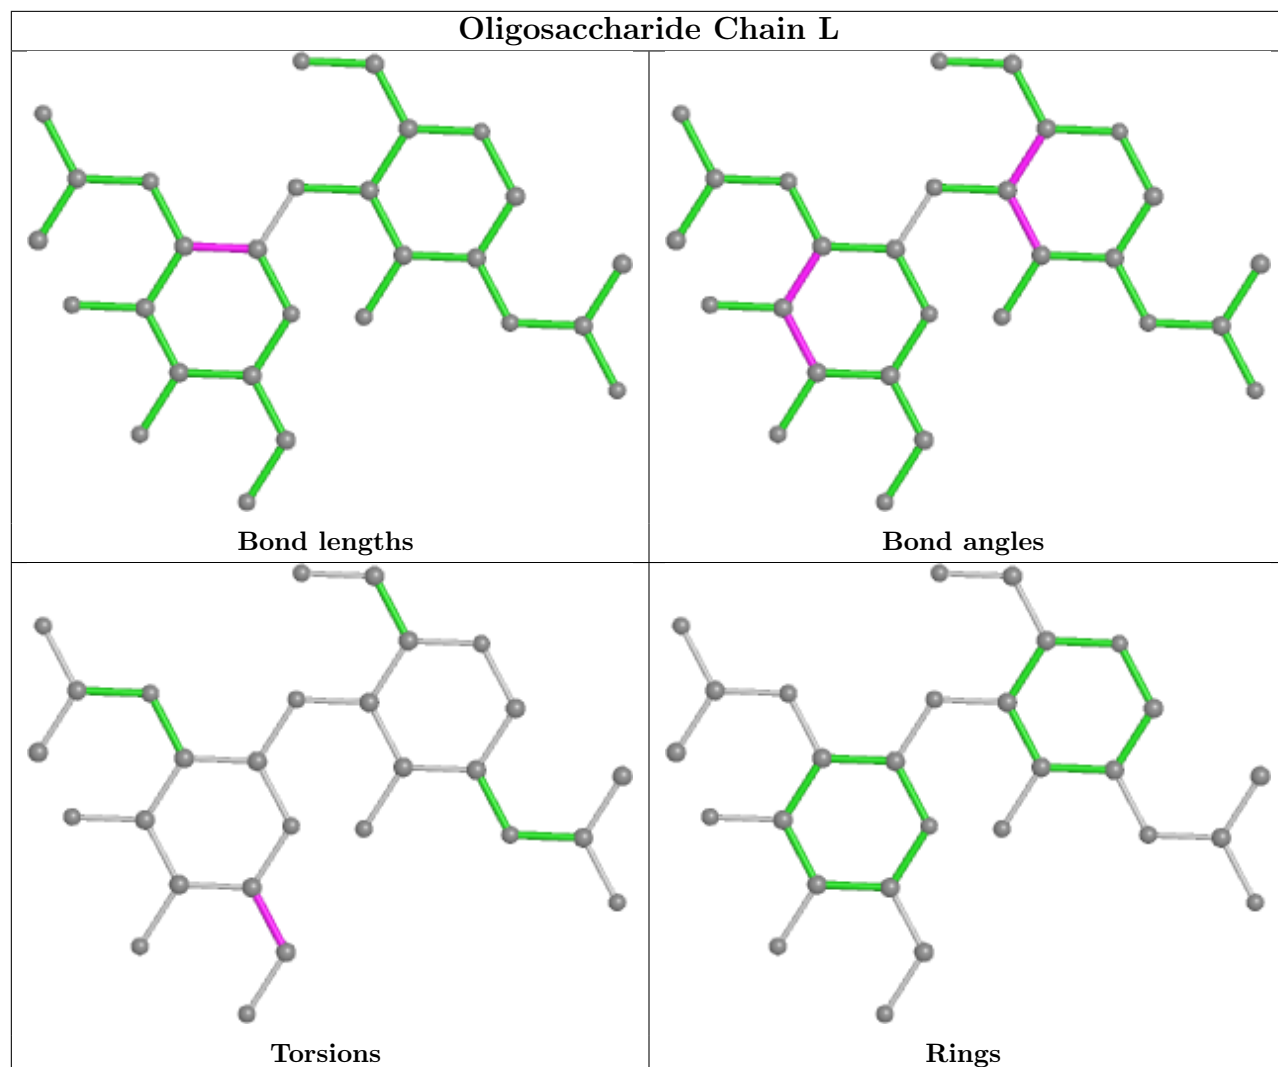 Oligosaccharide Chain L
Bond lengths
Bond angles
Torsions
Rings